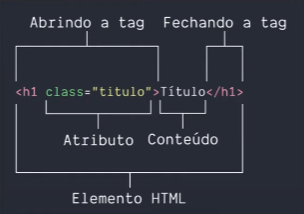 Abrindo a tag Fechando a tag
<h1 class="titulo">Título</h1>
Atributo Conteúdo
Elemento HTML